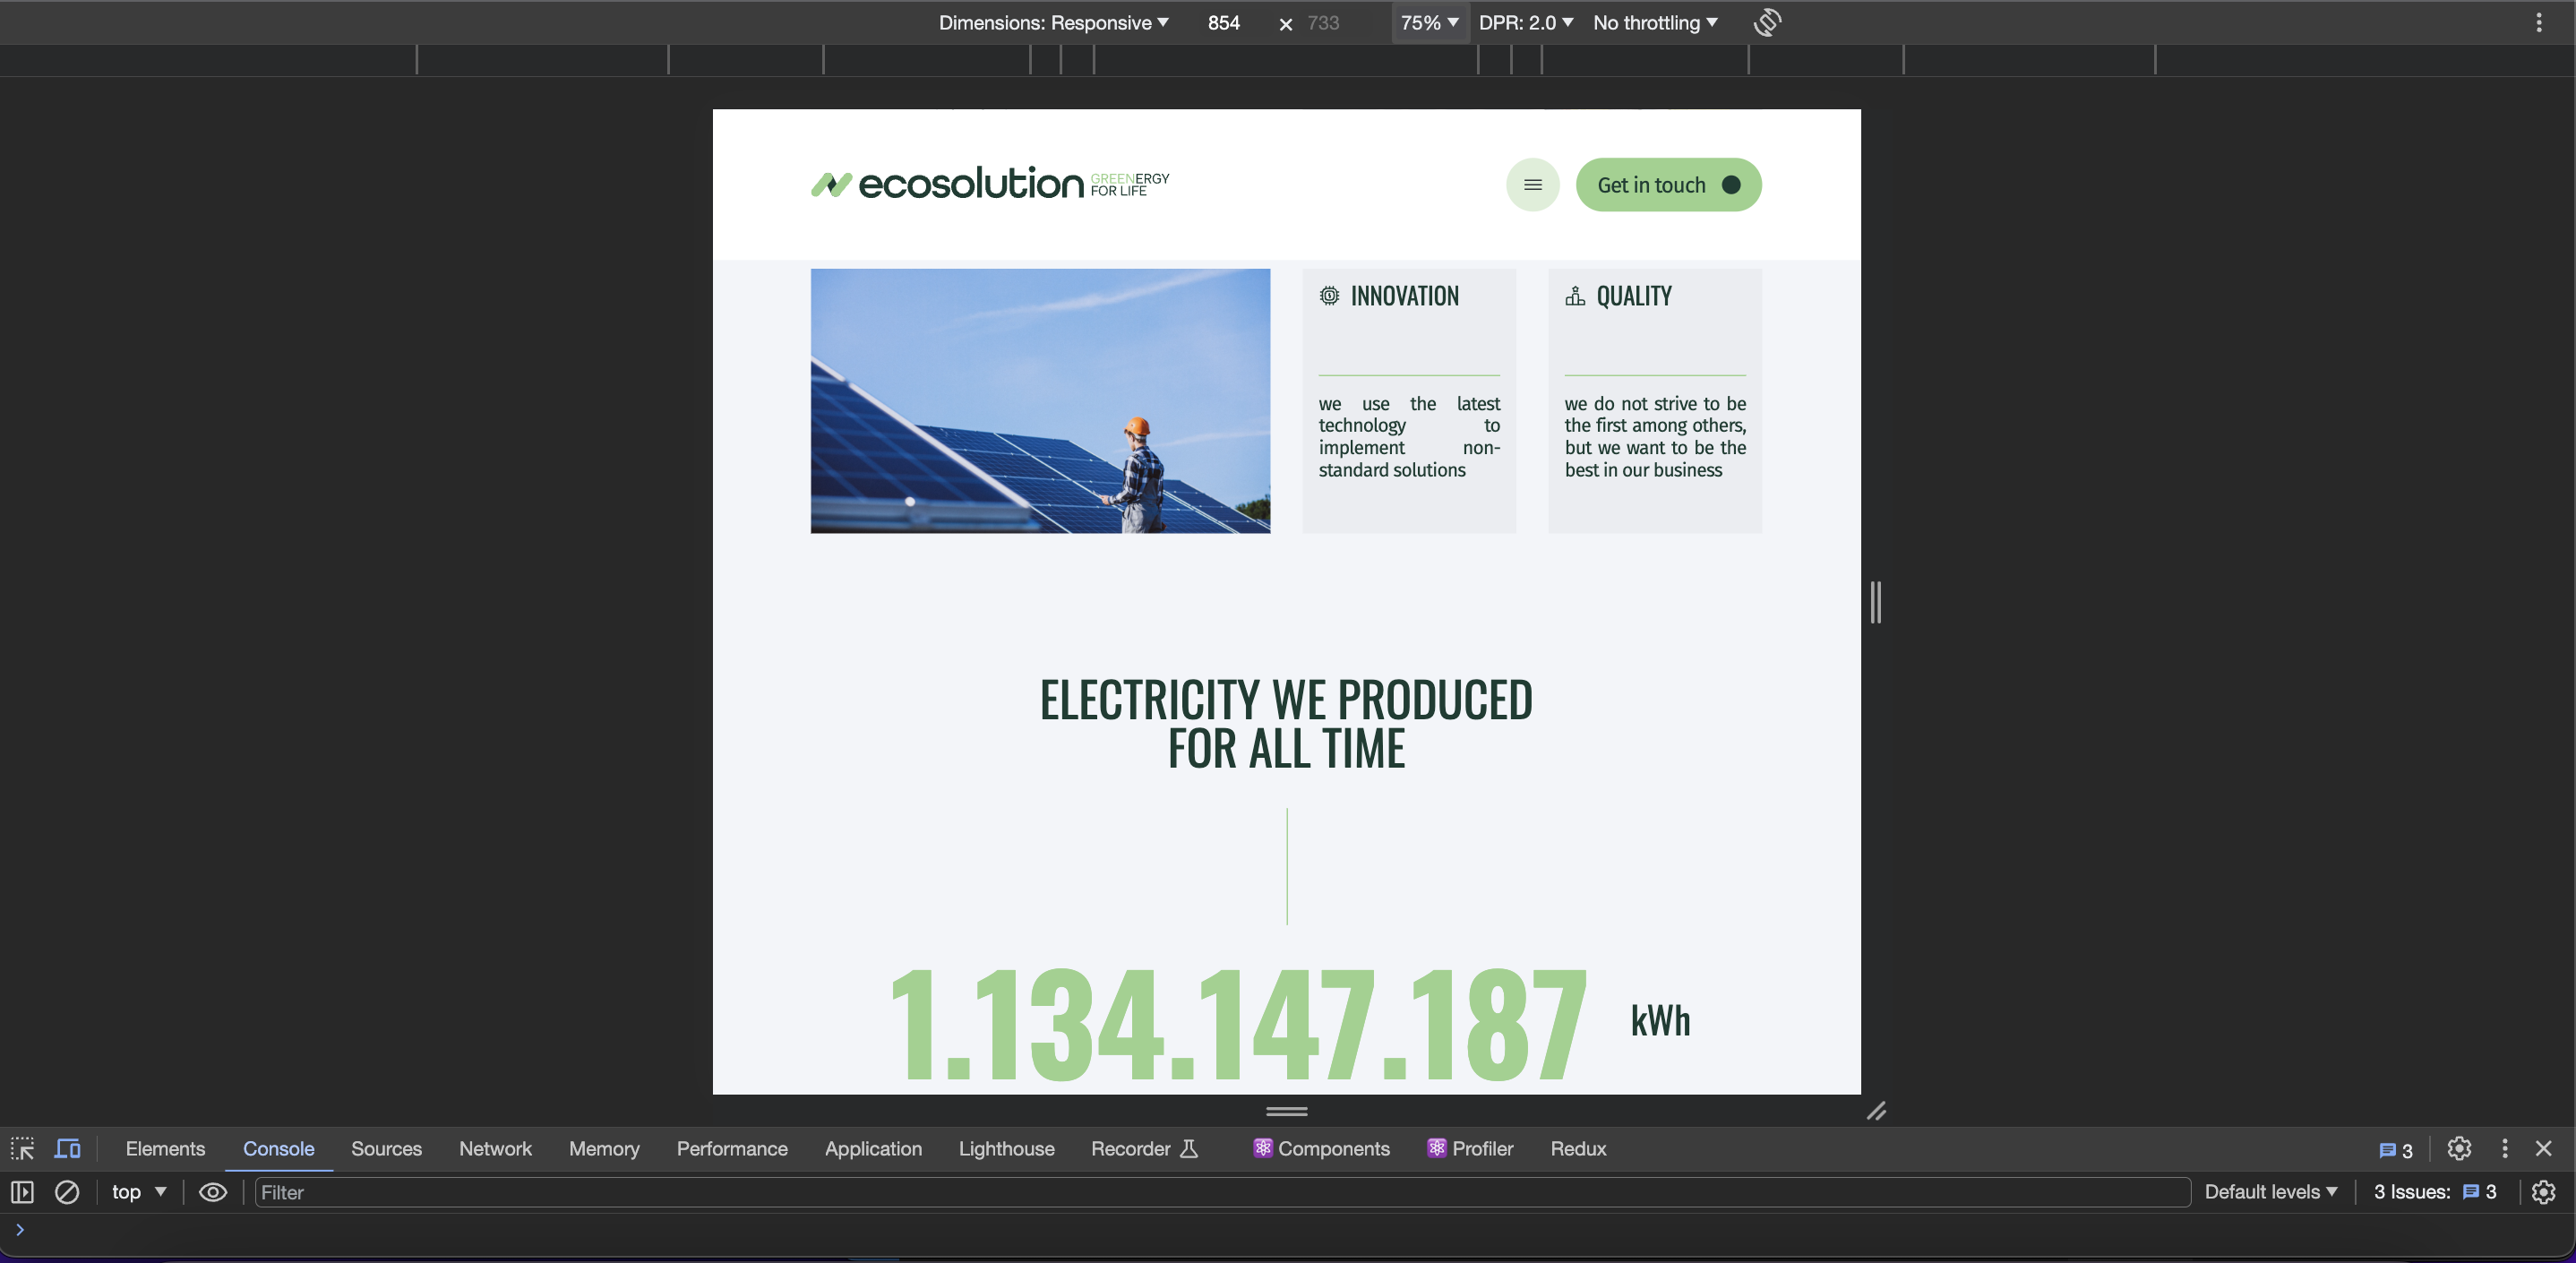 Dimensions: Responsive 854 × 733 75% DPR: 2.0 No throttling
ecosolution GREENERGY
FOR LIFE
Get in touch
INNOVATION
we use the latest
technology to
implement non-
standard solutions
QUALITY
we do not strive to be
the first among others,
but we want to be the
best in our business
ELECTRICITY WE PRODUCED
FOR ALL TIME
1.134.147.187 kWh
Elements Console Sources Network Memory Performance Application Lighthouse Recorder Components Profiler Redux 3
top Filter Default levels 3 Issues: 3